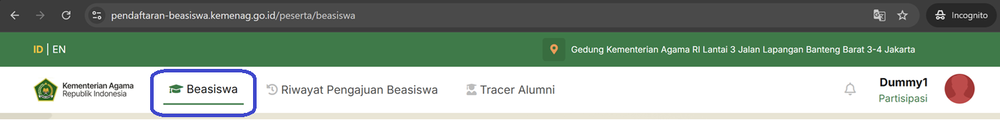 pendaftaran-beasiswa.kemenag.go.id/peserta/beasiswa
Incognito
ID | EN
Gedung Kementerian Agama RI Lantai 3 Jalan Lapangan Banteng Barat 3-4 Jakarta
Kementerian Agama
Republik Indonesia
Beasiswa
Riwayat Pengajuan Beasiswa
Tracer Alumni
Dummy1
Partisipasi